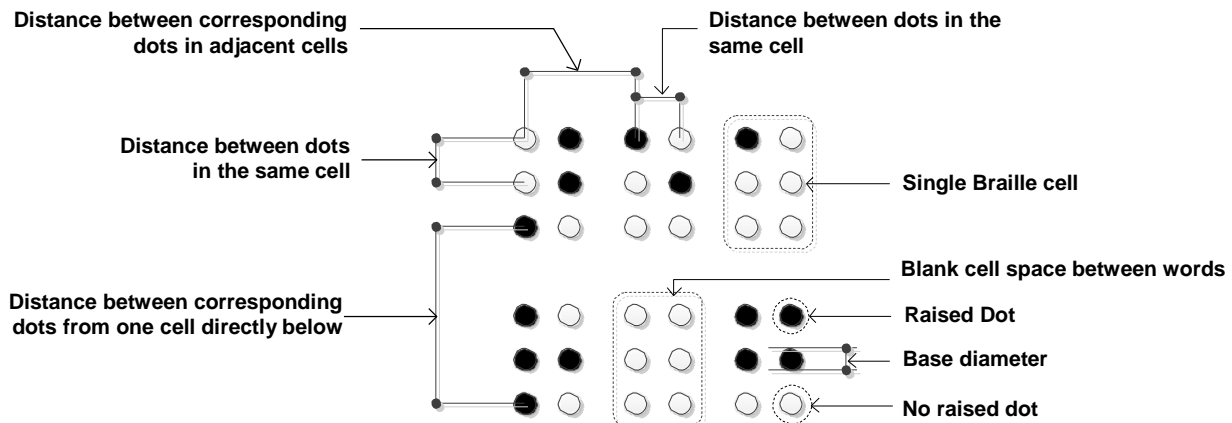 Distance between corresponding
dots in adjacent cells
Distance between dots in the
same cell
Distance between dots
in the same cell
Single Braille cell
Blank cell space between words
Distance between corresponding
dots from one cell directly below
Raised Dot
Base diameter
No raised dot